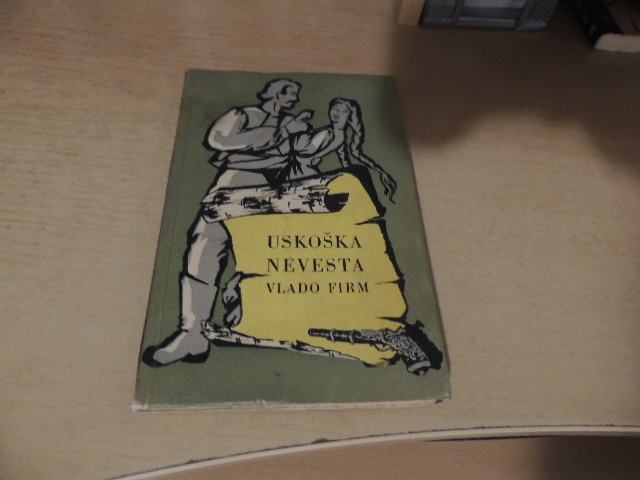 USKOŠKA
NEVESTA
VLADO FIRM